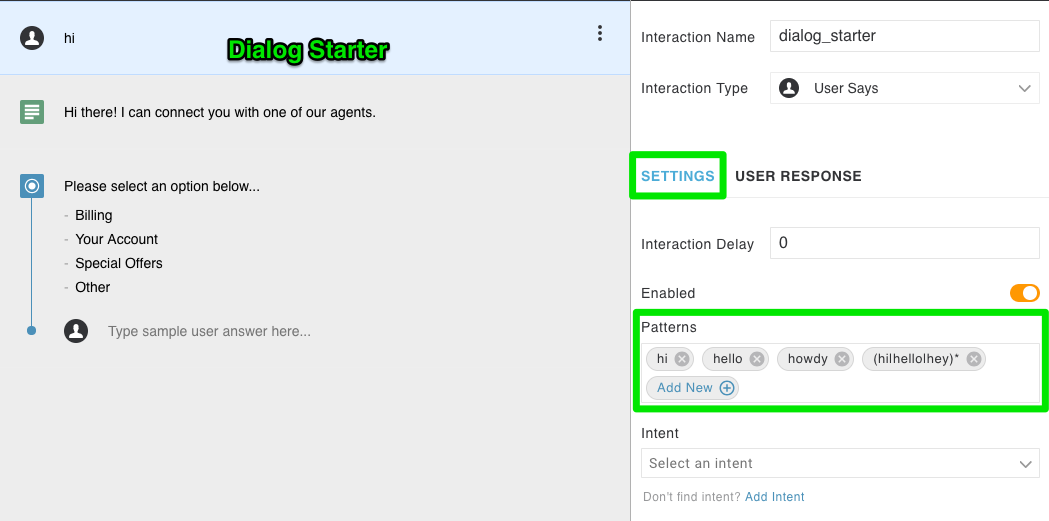 hi
Dialog Starter
Hi there! I can connect you with one of our agents.
Please select an option below...
- Billing
- Your Account
- Special Offers
- Other
Type sample user answer here...
Interaction Name dialog_starter
Interaction Type User Says
SETTINGS USER RESPONSE
Interaction Delay 0
Enabled
Patterns
hi hello howdy (hi|hello|hey)*
Add New
Intent
Select an intent
Don't find intent? Add Intent